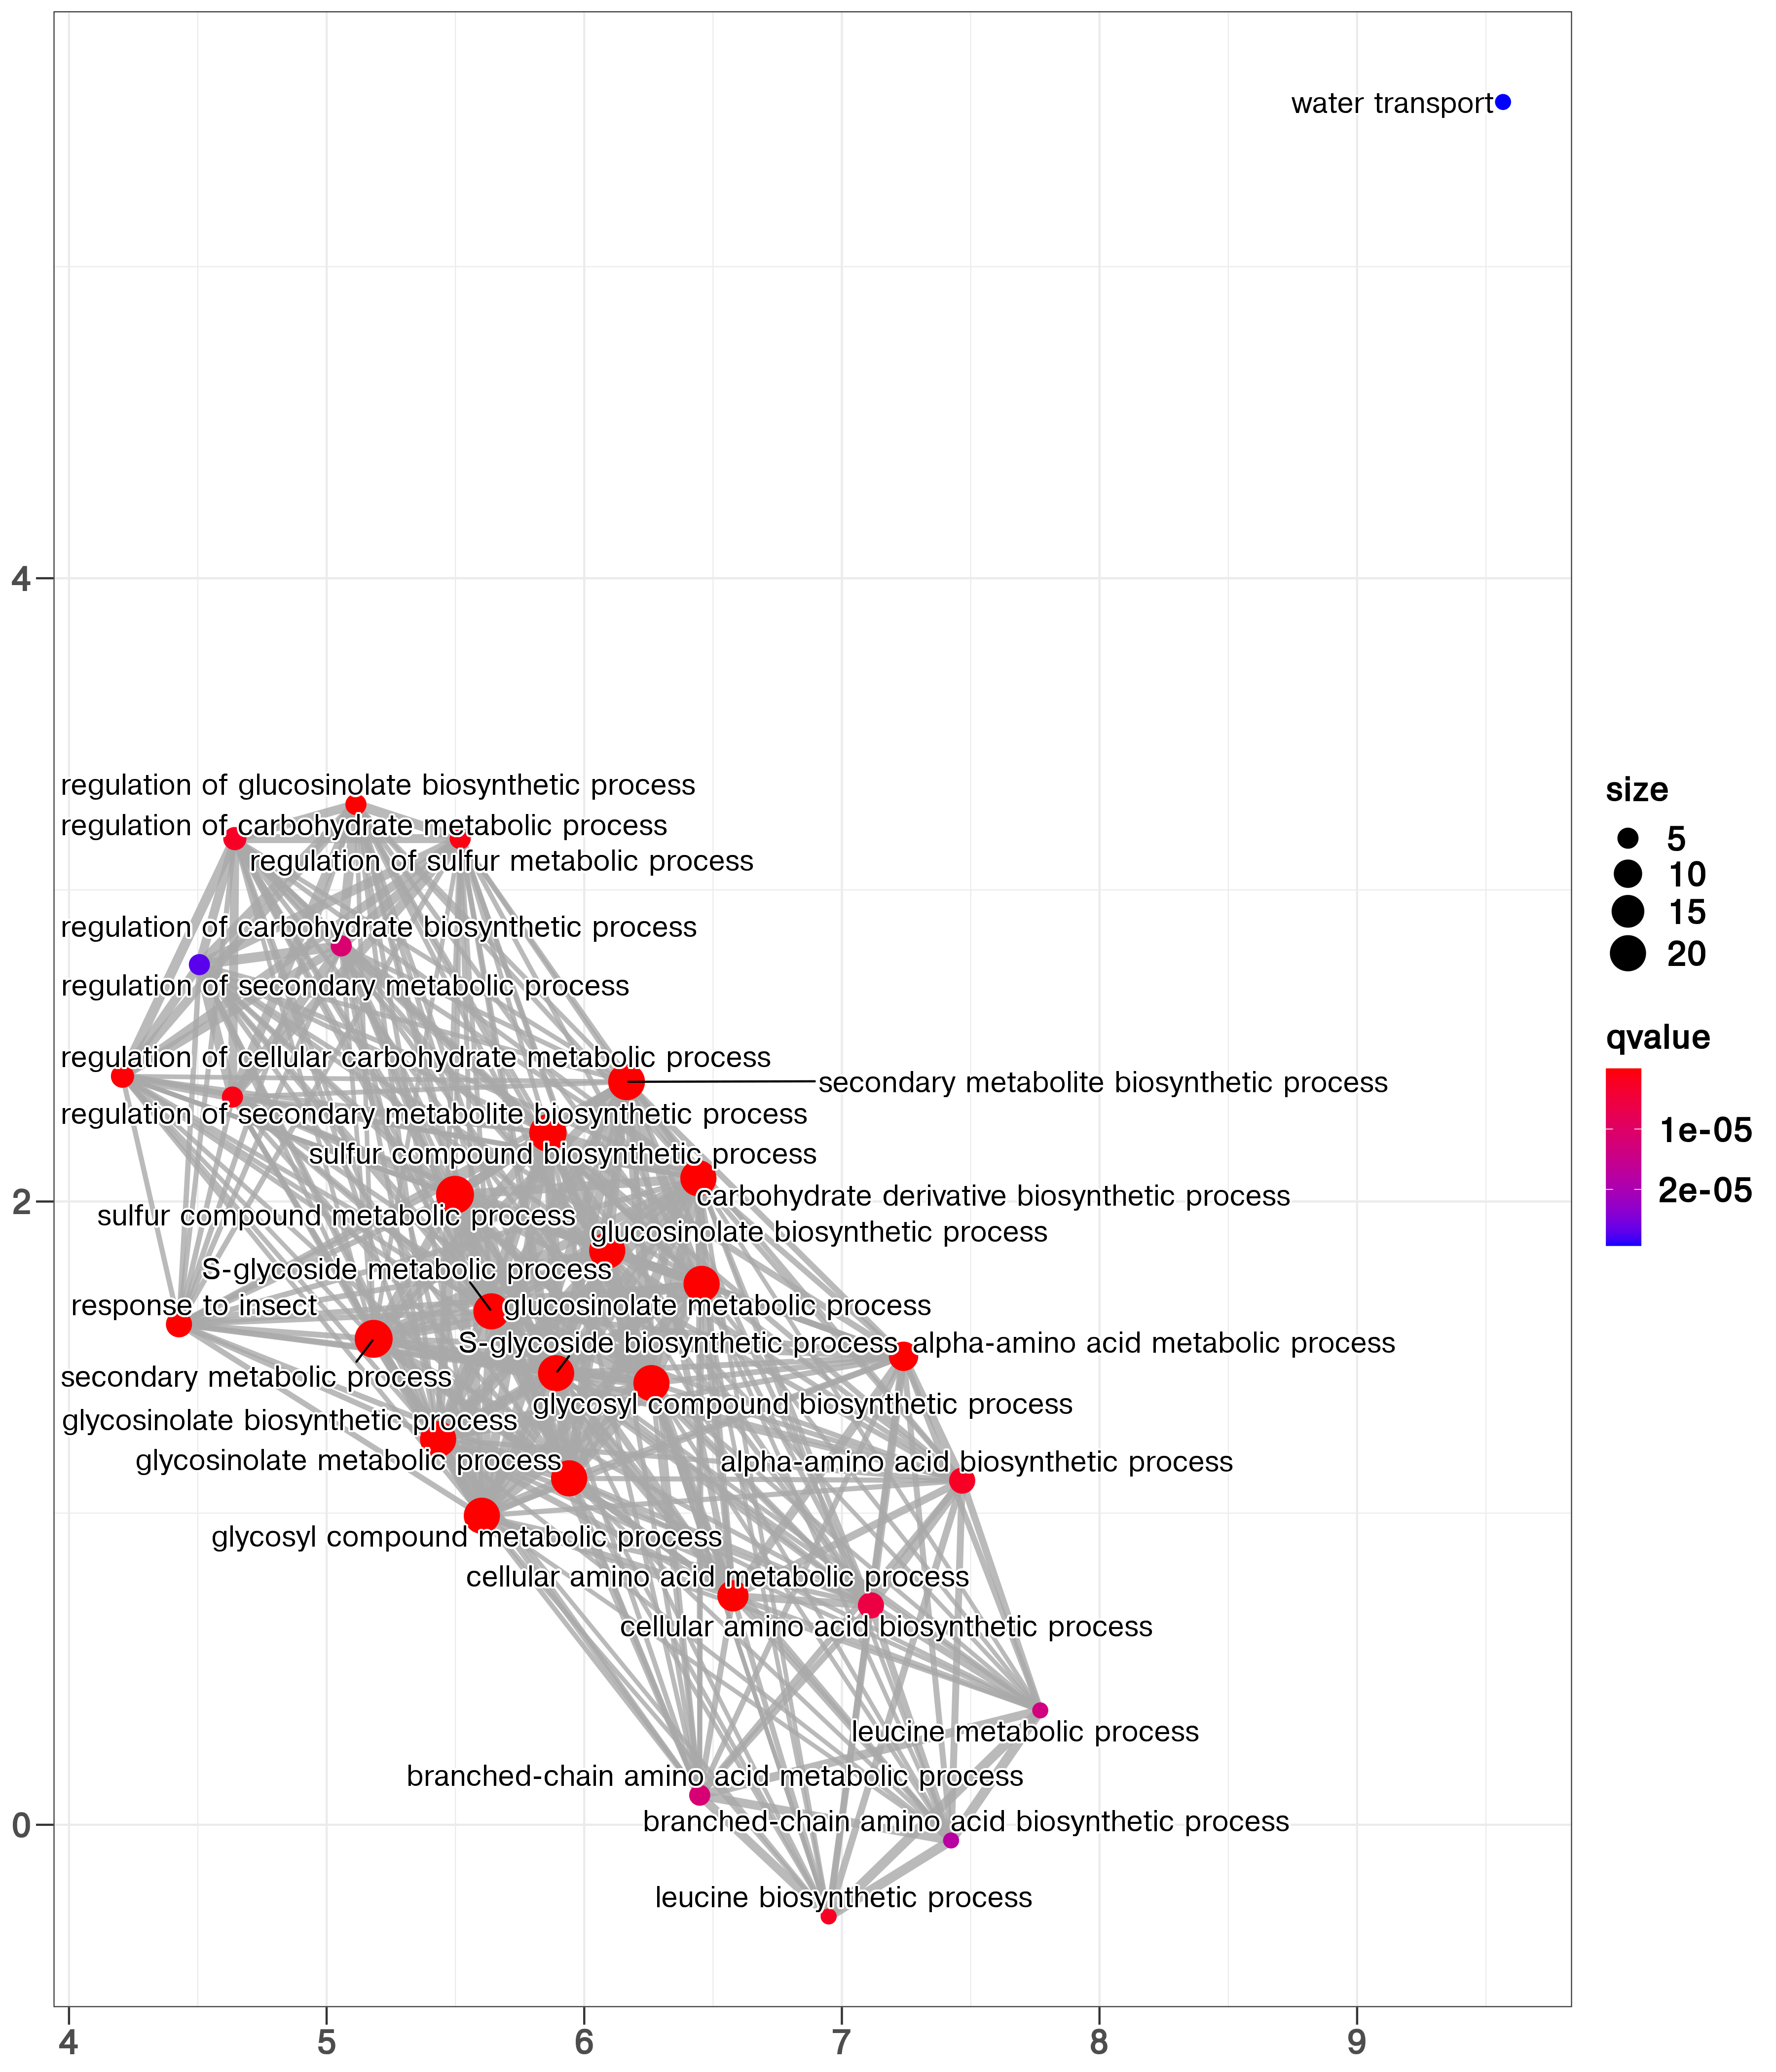 water transport
4
regulation of glucosinolate biosynthetic process
regulation of carbohydrate metabolic process
regulation of sulfur metabolic process
regulation of carbohydrate biosynthetic process
regulation of secondary metabolic process
regulation of cellular carbohydrate metabolic process
secondary metabolite biosynthetic process
regulation of secondary metabolite biosynthetic process
sulfur compound biosynthetic process
2
carbohydrate derivative biosynthetic process
sulfur compound metabolic process
glucosinolate biosynthetic process
S-glycoside metabolic process
response to insect
glucosinolate metabolic process
S-glycoside biosynthetic process
alpha-amino acid metabolic process
secondary metabolic process
glycosyl compound biosynthetic process
glycosinolate biosynthetic process
glycosinolate metabolic process
alpha-amino acid biosynthetic process
glycosyl compound metabolic process
cellular amino acid metabolic process
cellular amino acid biosynthetic process
leucine metabolic process
branched-chain amino acid metabolic process
branched-chain amino acid biosynthetic process
0
leucine biosynthetic process
4 5 6 7 8 9
size
5
10
15
20
qvalue
1e-05
2e-05